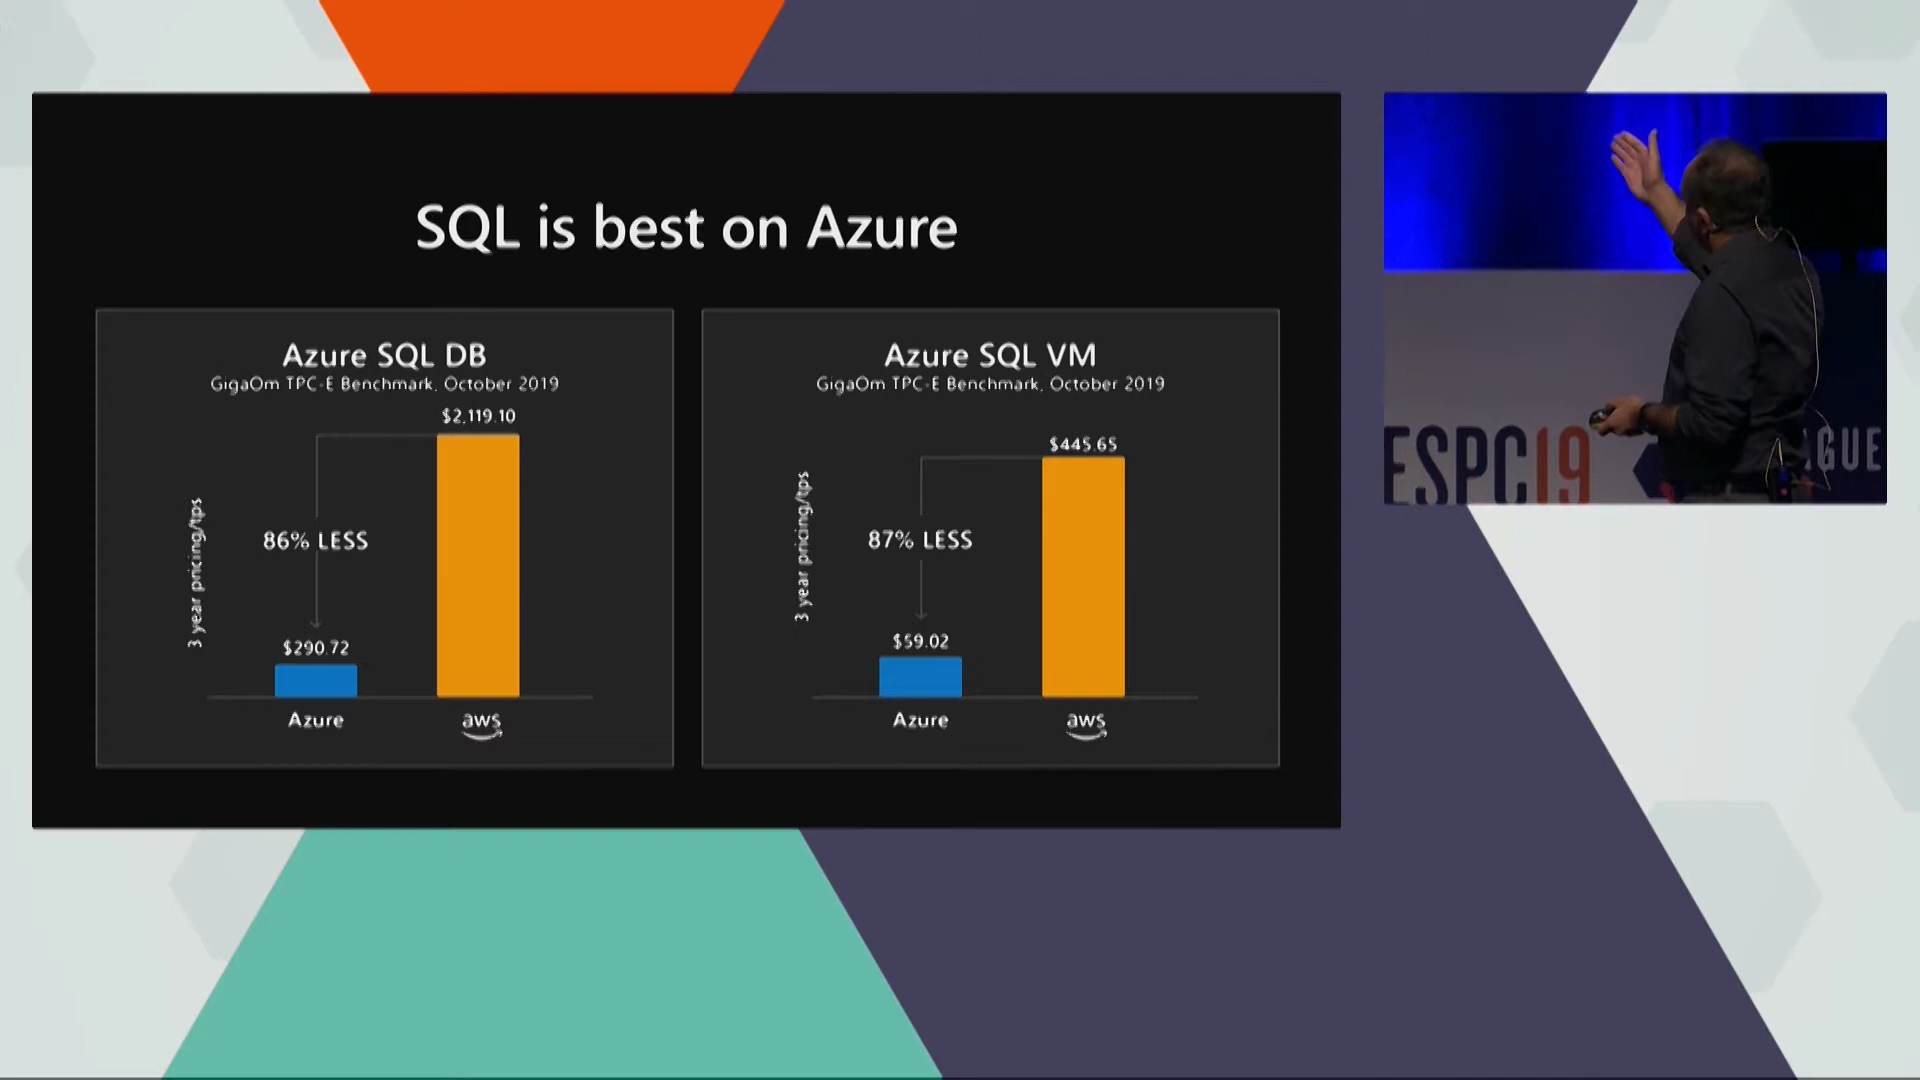 SQL is best on Azure
Azure SQL DB
GigaOm TPC-E Benchmark, October 2019
$2,119.10
3 year pricing/tps
86% LESS
$290.72
Azure
aws
Azure SQL VM
GigaOm TPC-E Benchmark, October 2019
$445.65
3 year pricing/tps
87% LESS
$59.02
Azure
aws
ESPC19
GUE